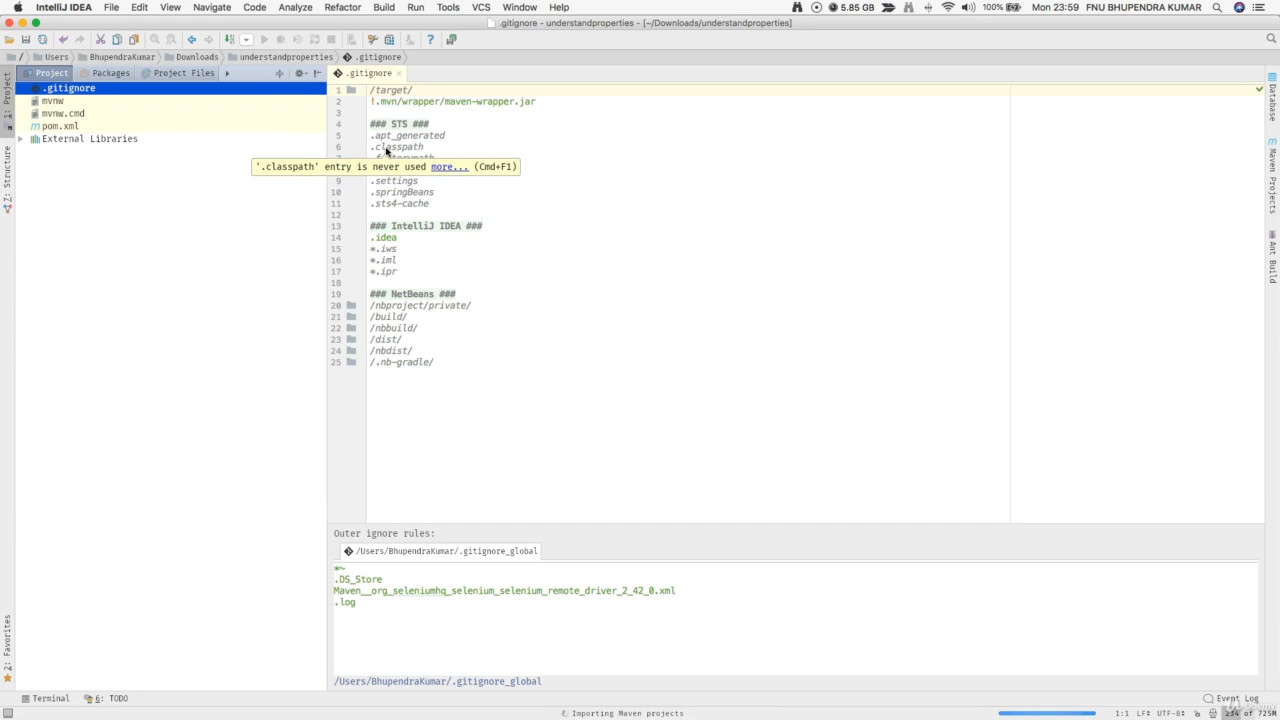 IntelliJ IDEA File Edit View Navigate Code Analyze Refactor Build Run Tools VCS Window Help 5.85 GB 100% Mon 23:59 FNU BHUPENDRA KUMAR
.gitignore - understandproperties - [~/Downloads/understandproperties]
/ Users BhupendraKumar Downloads understandproperties .gitignore
Project Packages Project Files .gitignore
1: Project
Z: Structure
2: Favorites
.gitignore
mvnw
mvnw.cmd
pom.xml
External Libraries
1 /target/
2 !.mvn/wrapper/maven-wrapper.jar
3
4 ### STS ###
5 .apt_generated
6 .classpath
'.classpath' entry is never used more... (Cmd+F1)
9 .settings
10 .springBeans
11 .sts4-cache
12
13 ### IntelliJ IDEA ###
14 .idea
15 *.iws
16 *.iml
17 *.ipr
18
19 ### NetBeans ###
20 /nbproject/private/
21 /build/
22 /nbbuild/
23 /dist/
24 /nbdist/
25 /.nb-gradle/
Database
Maven Projects
Ant Build
Outer ignore rules:
/Users/BhupendraKumar/.gitignore_global
*~
.DS_Store
Maven__org_seleniumhq_selenium_selenium_remote_driver_2_42_0.xml
.log
/Users/BhupendraKumar/.gitignore_global
Terminal 6: TODO Event Log
Importing Maven projects 1:1 LF÷ UTF-8÷ of 725M